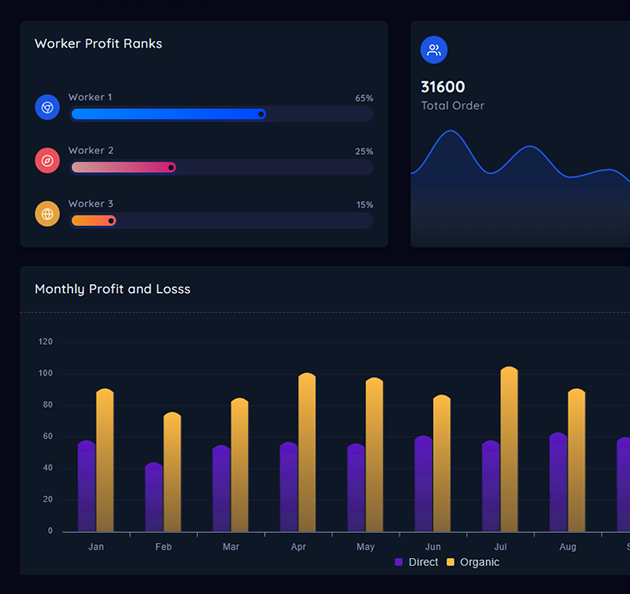 Worker Profit Ranks
Worker 1
65%
Worker 2
25%
Worker 3
15%
31600
Total Order
Monthly Profit and Losss
120
100
80
60
40
20
0
Jan Feb Mar Apr May Jun Jul Aug S
Direct Organic